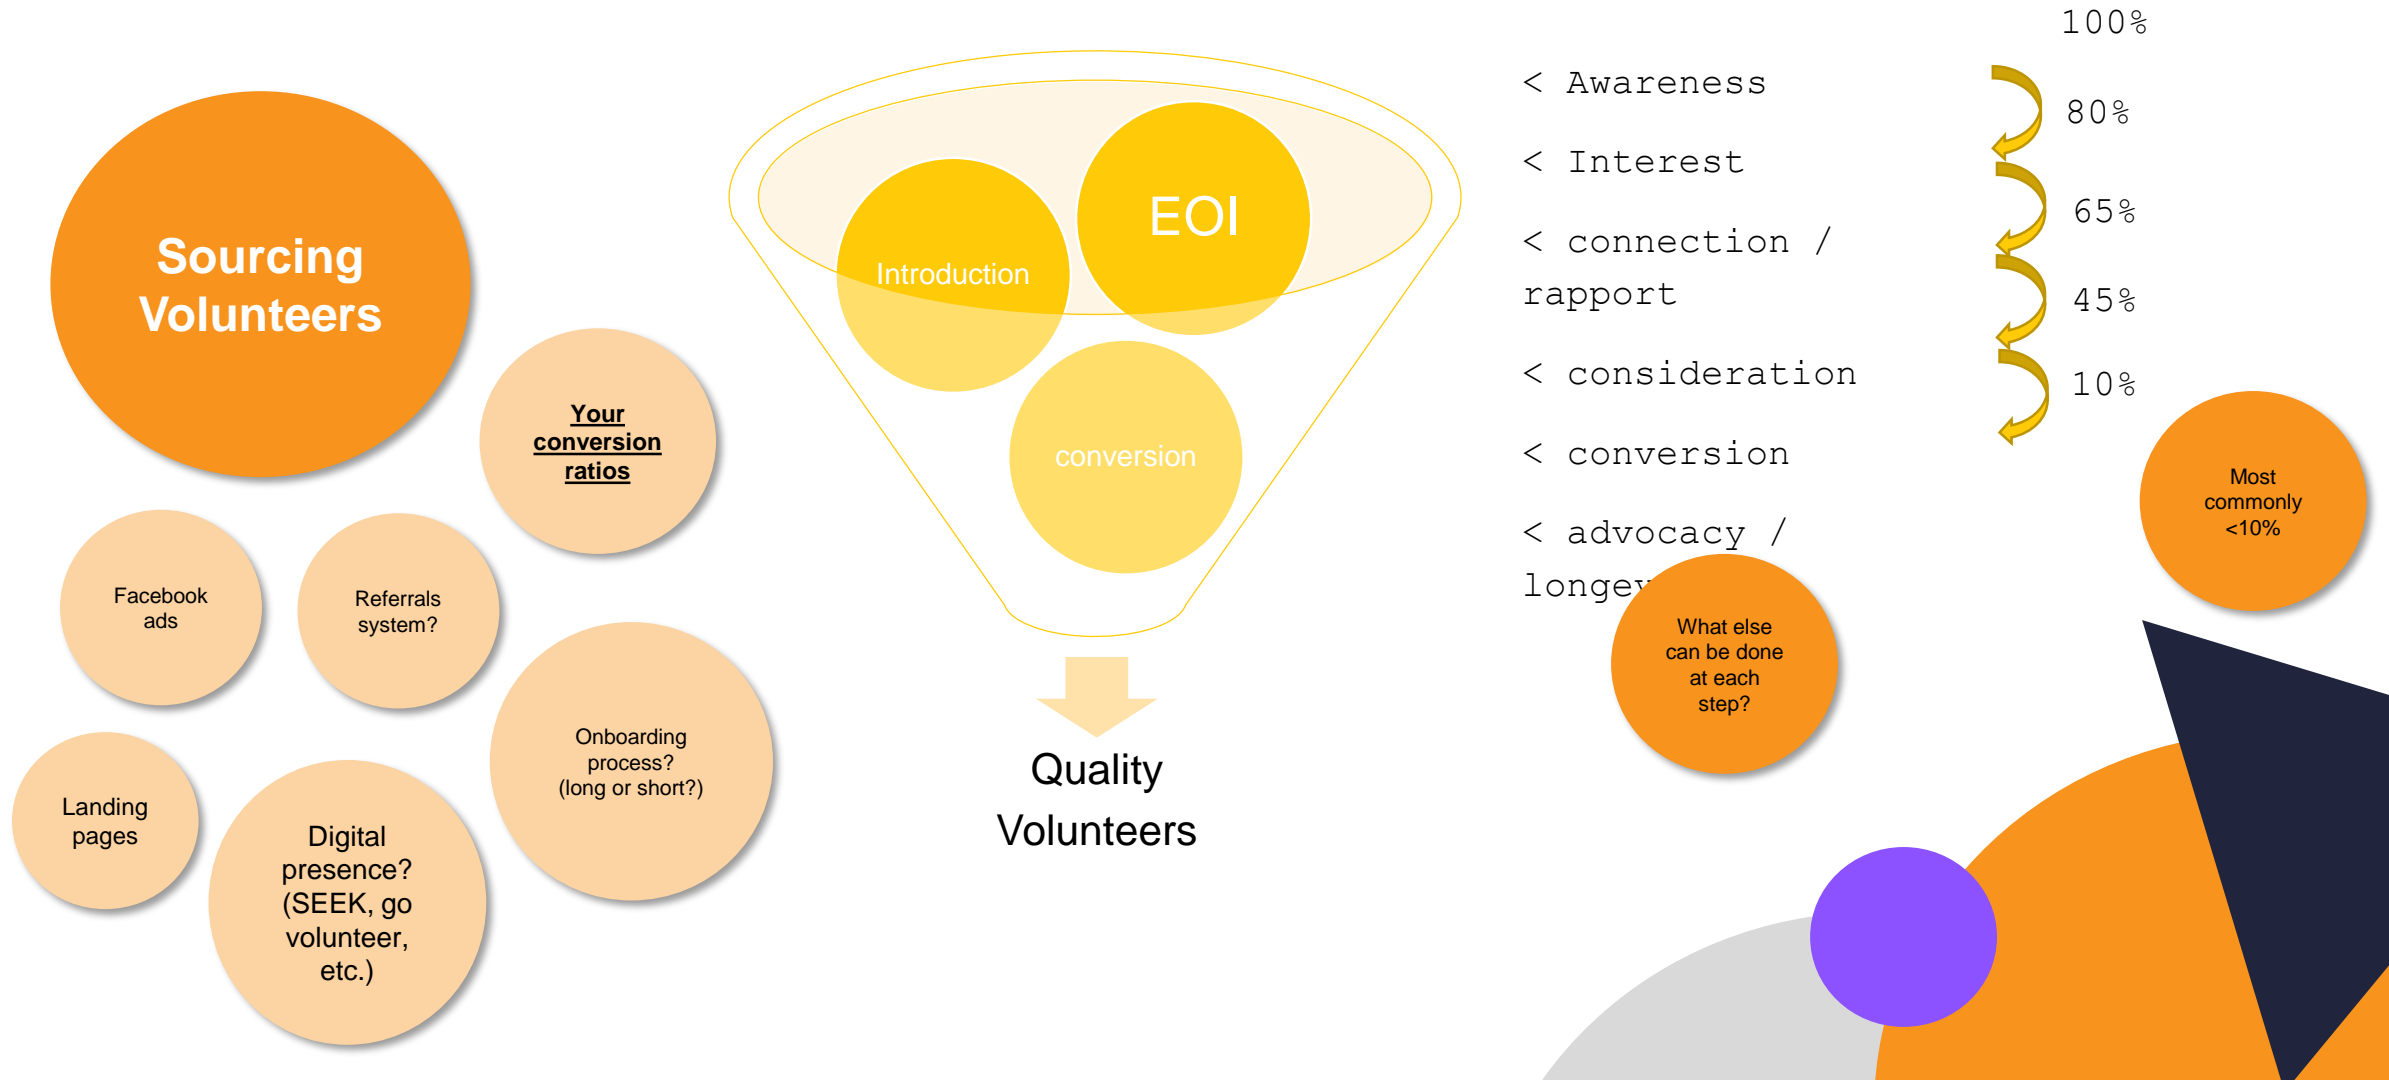 Sourcing
Volunteers
Your
conversion
ratios
Facebook
ads
Referrals
system?
Onboarding
process?
(long or short?)
Landing
pages
Digital
presence?
(SEEK, go
volunteer,
etc.)
Introduction
EOI
conversion
Quality
Volunteers
< Awareness
< Interest
< connection /
rapport
< consideration
< conversion
< advocacy /
100%
80%
65%
45%
10%
Most
commonly
<10%
What else
can be done
at each
step?